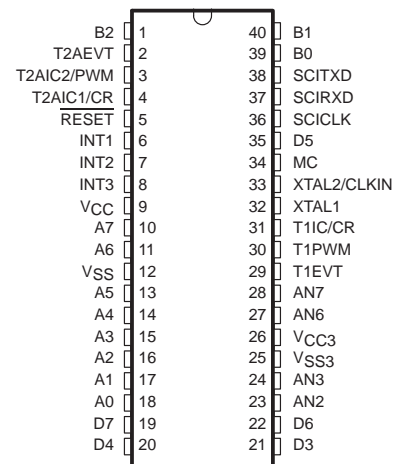 B2 1 40 B1
T2AEVT 2 39 B0
T2AIC2/PWM 3 38 SCITXD
T2AIC1/CR 4 37 SCIRXD
RESET 5 36 SCICLK
INT1 6 35 D5
INT2 7 34 MC
INT3 8 33 XTAL2/CLKIN
VCC 9 32 XTAL1
A7 10 31 T1IC/CR
A6 11 30 T1PWM
VSS 12 29 T1EVT
A5 13 28 AN7
A4 14 27 AN6
A3 15 26 VCC3
A2 16 25 VSS3
A1 17 24 AN3
A0 18 23 AN2
D7 19 22 D6
D4 20 21 D3